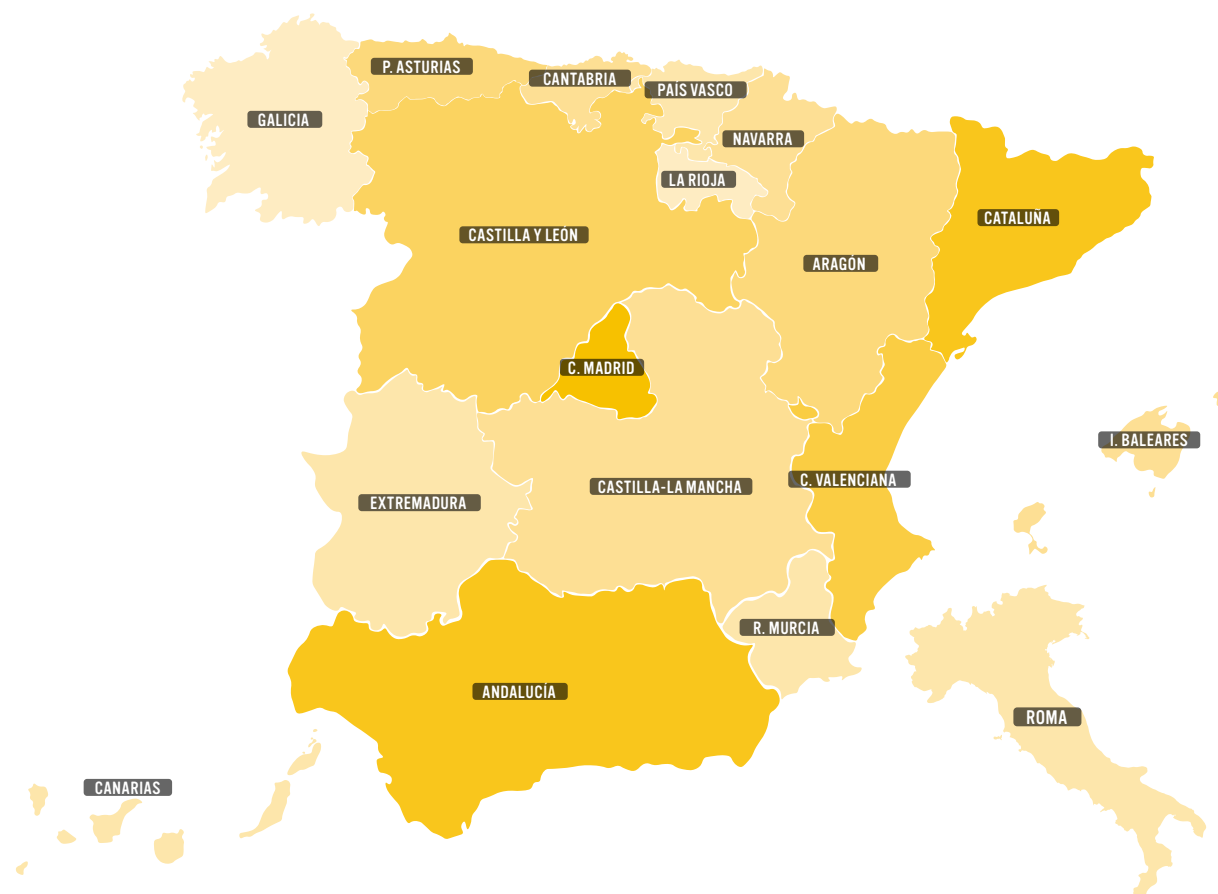 P. ASTURIAS
CANTABRIA
PAÍS VASCO
GALICIA
NAVARRA
LA RIOJA
CATALUÑA
CASTILLA Y LEÓN
ARAGÓN
C. MADRID
I. BALEARES
C. VALENCIANA
CASTILLA-LA MANCHA
EXTREMADURA
R. MURCIA
ANDALUCÍA
ROMA
CANARIAS